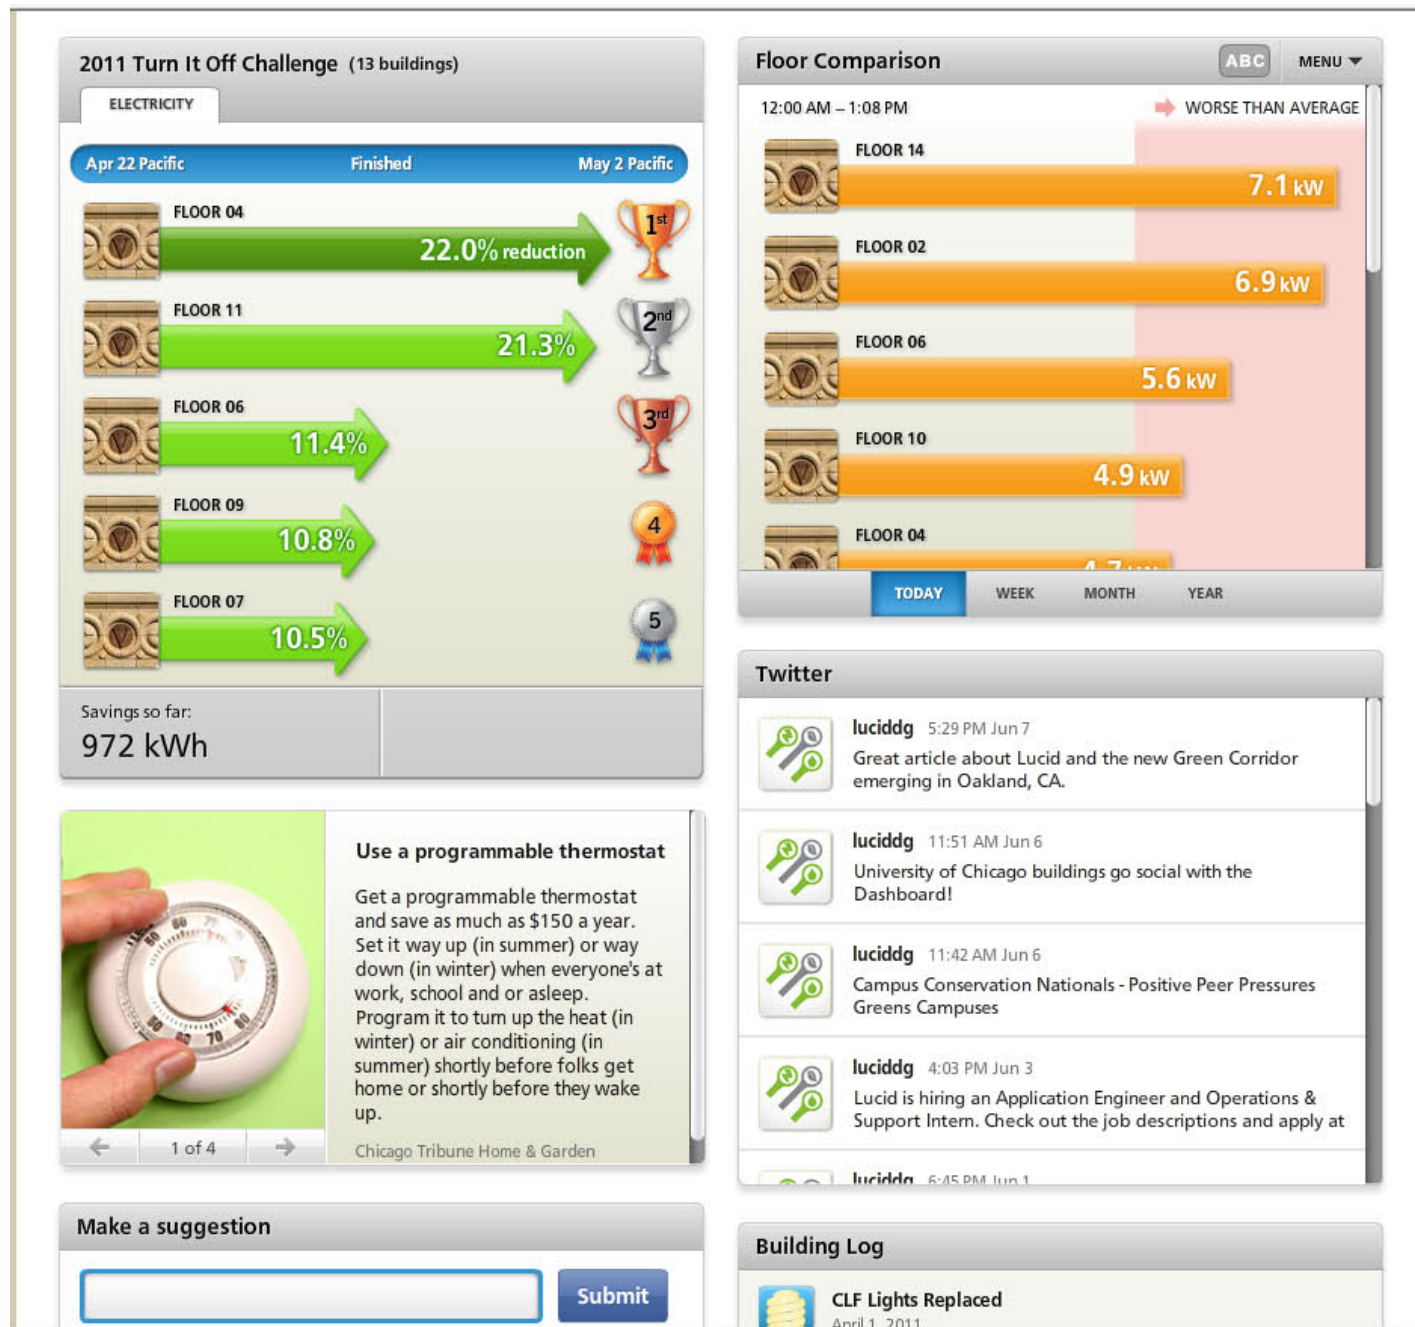 2011 Turn It Off Challenge (13 buildings)
ELECTRICITY
Apr 22 Pacific Finished May 2 Pacific
FLOOR 04
22.0% reduction
1st
FLOOR 11
21.3%
2nd
FLOOR 06
11.4%
3rd
FLOOR 09
10.8%
4
FLOOR 07
10.5%
5
Savings so far:
972 kWh
Use a programmable thermostat
Get a programmable thermostat
and save as much as $150 a year.
Set it way up (in summer) or way
down (in winter) when everyone's at
work, school and or asleep.
Program it to turn up the heat (in
winter) or air conditioning (in
summer) shortly before folks get
home or shortly before they wake
up.
Chicago Tribune Home & Garden
1 of 4
Make a suggestion
Submit
Floor Comparison
ABC
MENU
12:00 AM – 1:08 PM
WORSE THAN AVERAGE
FLOOR 14
7.1 kW
FLOOR 02
6.9 kW
FLOOR 06
5.6 kW
FLOOR 10
4.9 kW
FLOOR 04
4.7 kW
TODAY WEEK MONTH YEAR
Twitter
luciddg 5:29 PM Jun 7
Great article about Lucid and the new Green Corridor
emerging in Oakland, CA.
luciddg 11:51 AM Jun 6
University of Chicago buildings go social with the
Dashboard!
luciddg 11:42 AM Jun 6
Campus Conservation Nationals - Positive Peer Pressures
Greens Campuses
luciddg 4:03 PM Jun 3
Lucid is hiring an Application Engineer and Operations &
Support Intern. Check out the job descriptions and apply at
luciddg 6:45 PM Jun 1
Building Log
CLF Lights Replaced
April 1, 2011